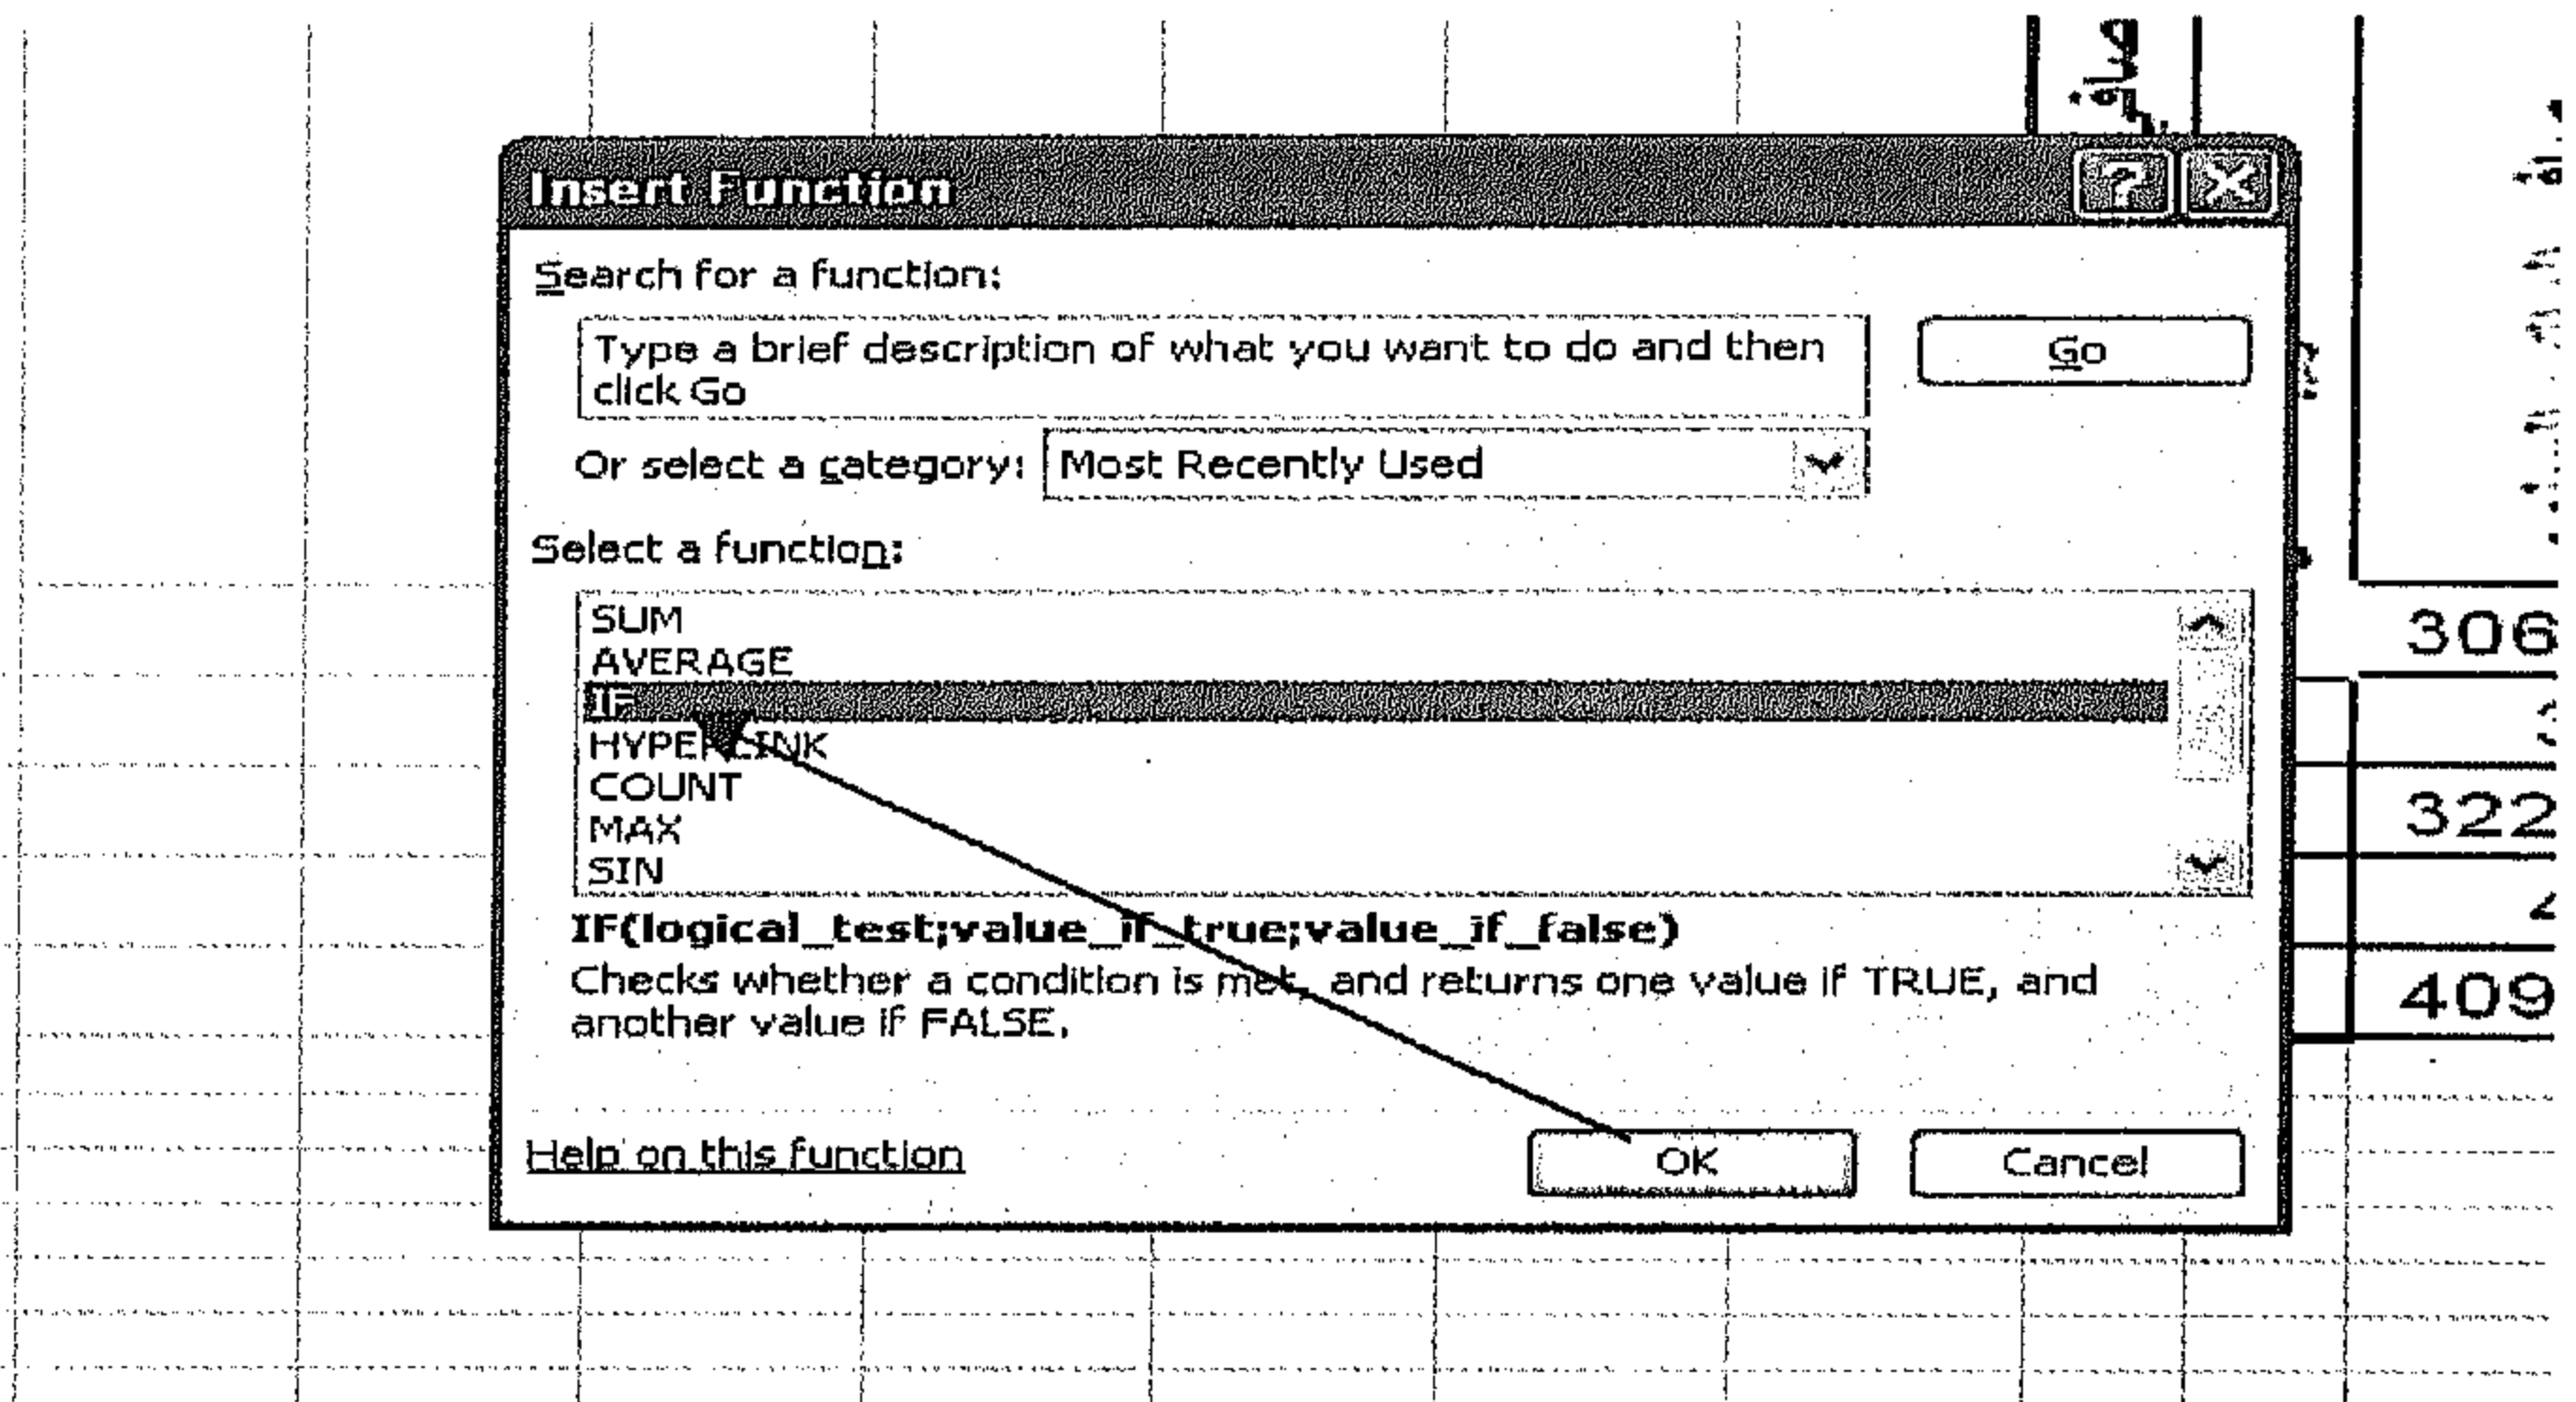 Insert Function
Search for a function:
Type a brief description of what you want to do and then
click Go
Go
Or select a category: Most Recently Used
Select a function:
SUM
AVERAGE
IF
HYPERLINK
COUNT
MAX
SIN
IF(logical_test;value_if_true;value_if_false)
Checks whether a condition is met, and returns one value if TRUE, and
another value if FALSE.
Help on this function
OK
Cancel
306
322
409